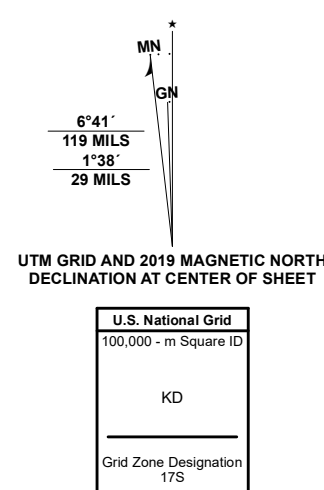 ★
MN
GN
6°41´
119 MILS
1°38´
29 MILS
UTM GRID AND 2019 MAGNETIC NORTH
DECLINATION AT CENTER OF SHEET
U.S. National Grid
100,000 - m Square ID
KD
Grid Zone Designation
17S